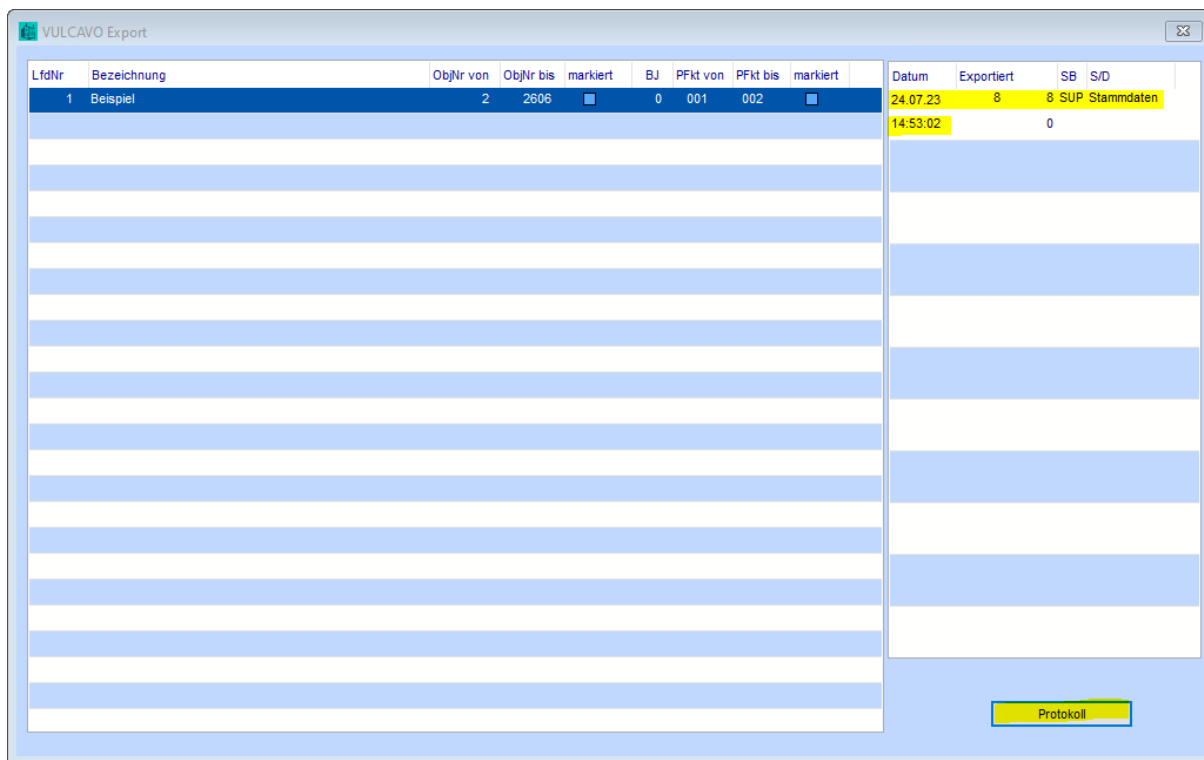 VULCAVO Export
LfdNr Bezeichnung ObjNr von ObjNr bis markiert BJ PFkt von PFkt bis markiert
1 Beispiel 2 2606 0 001 002
Datum Exportiert SB S/D
24.07.23 8 8 SUP Stammdaten
14:53:02 0
Protokoll